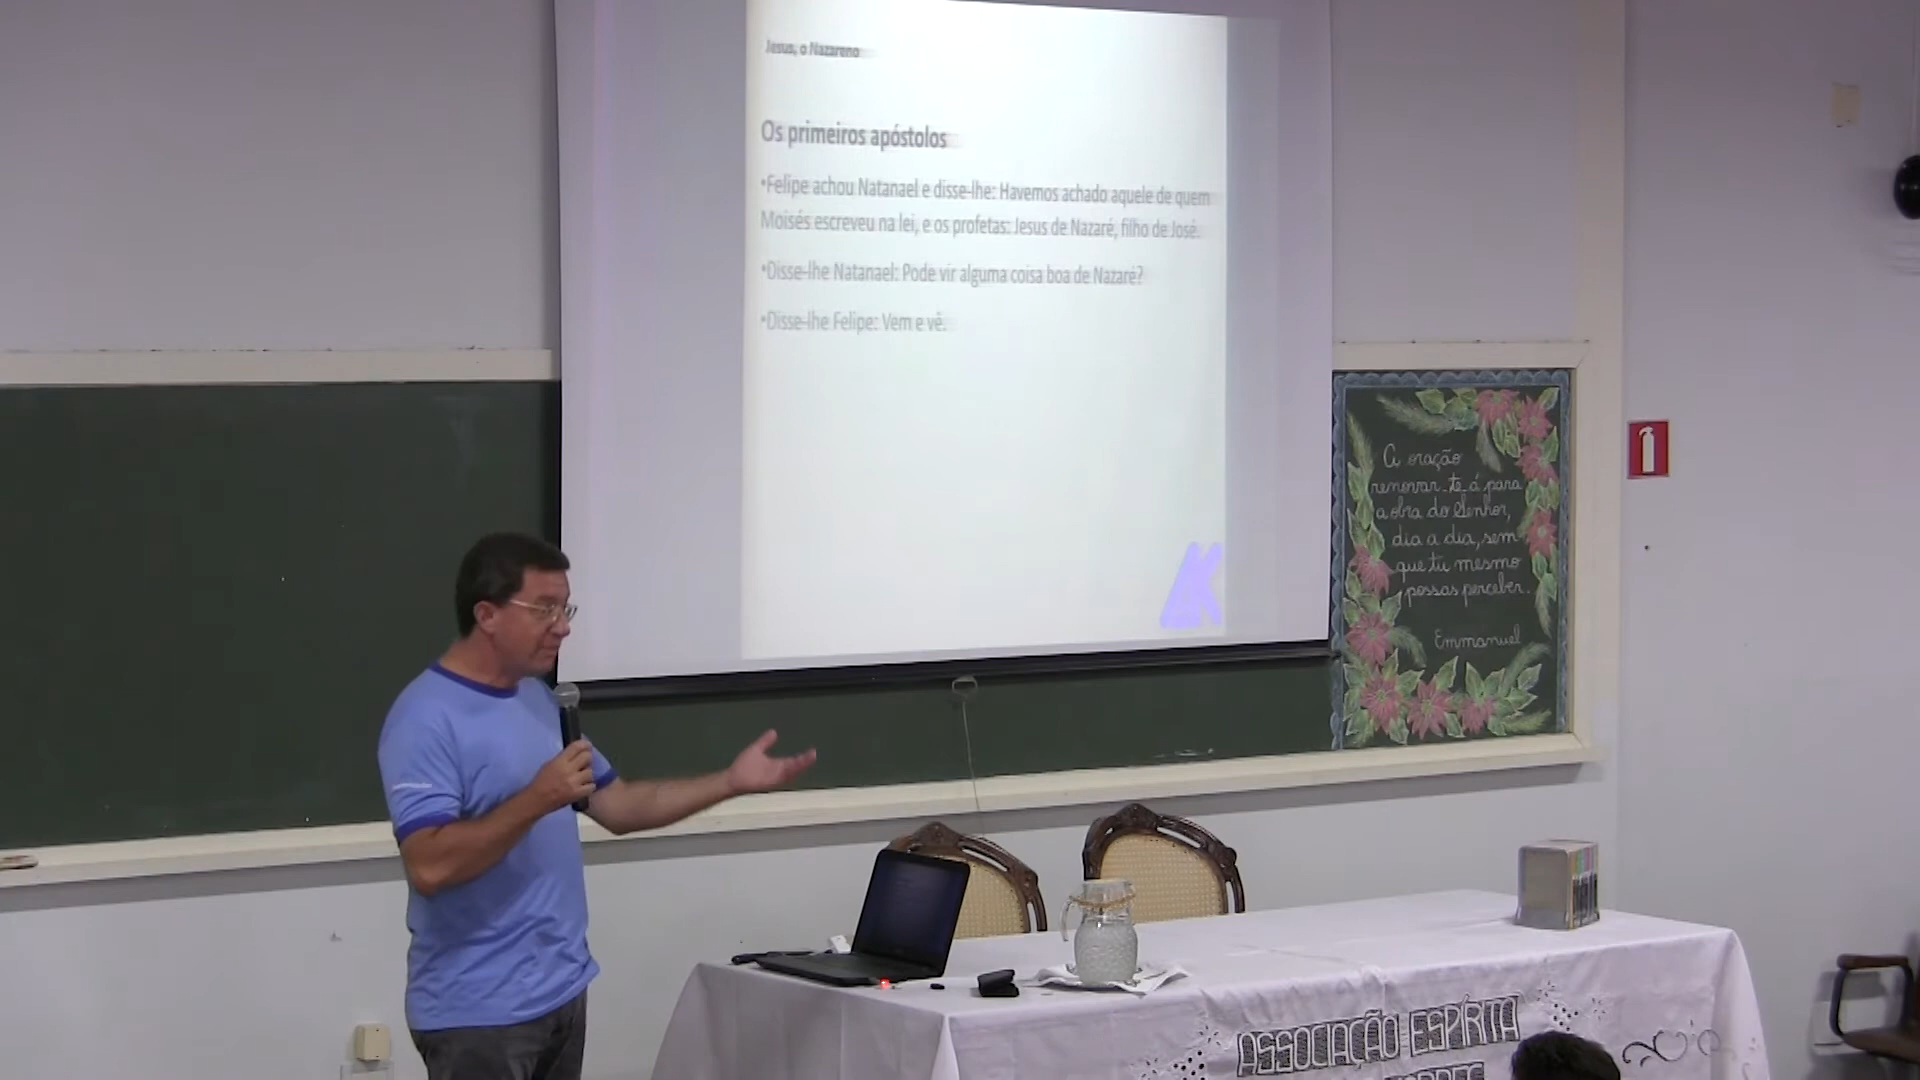 Jesus, o Nazareno
Os primeiros apóstolos
•Felipe achou Natanael e disse-lhe: Havemos achado aquele de quem
Moisés escreveu na lei, e os profetas: Jesus de Nazaré, filho de José.
•Disse-lhe Natanael: Pode vir alguma coisa boa de Nazaré?
•Disse-lhe Felipe: Vem e vê.
A oração
renovar-te-á para
a obra do Senhor,
dia a dia, sem
que tu mesmo
possas perceber.
Emmanuel
ASSOCIAÇÃO ESPÍRITA